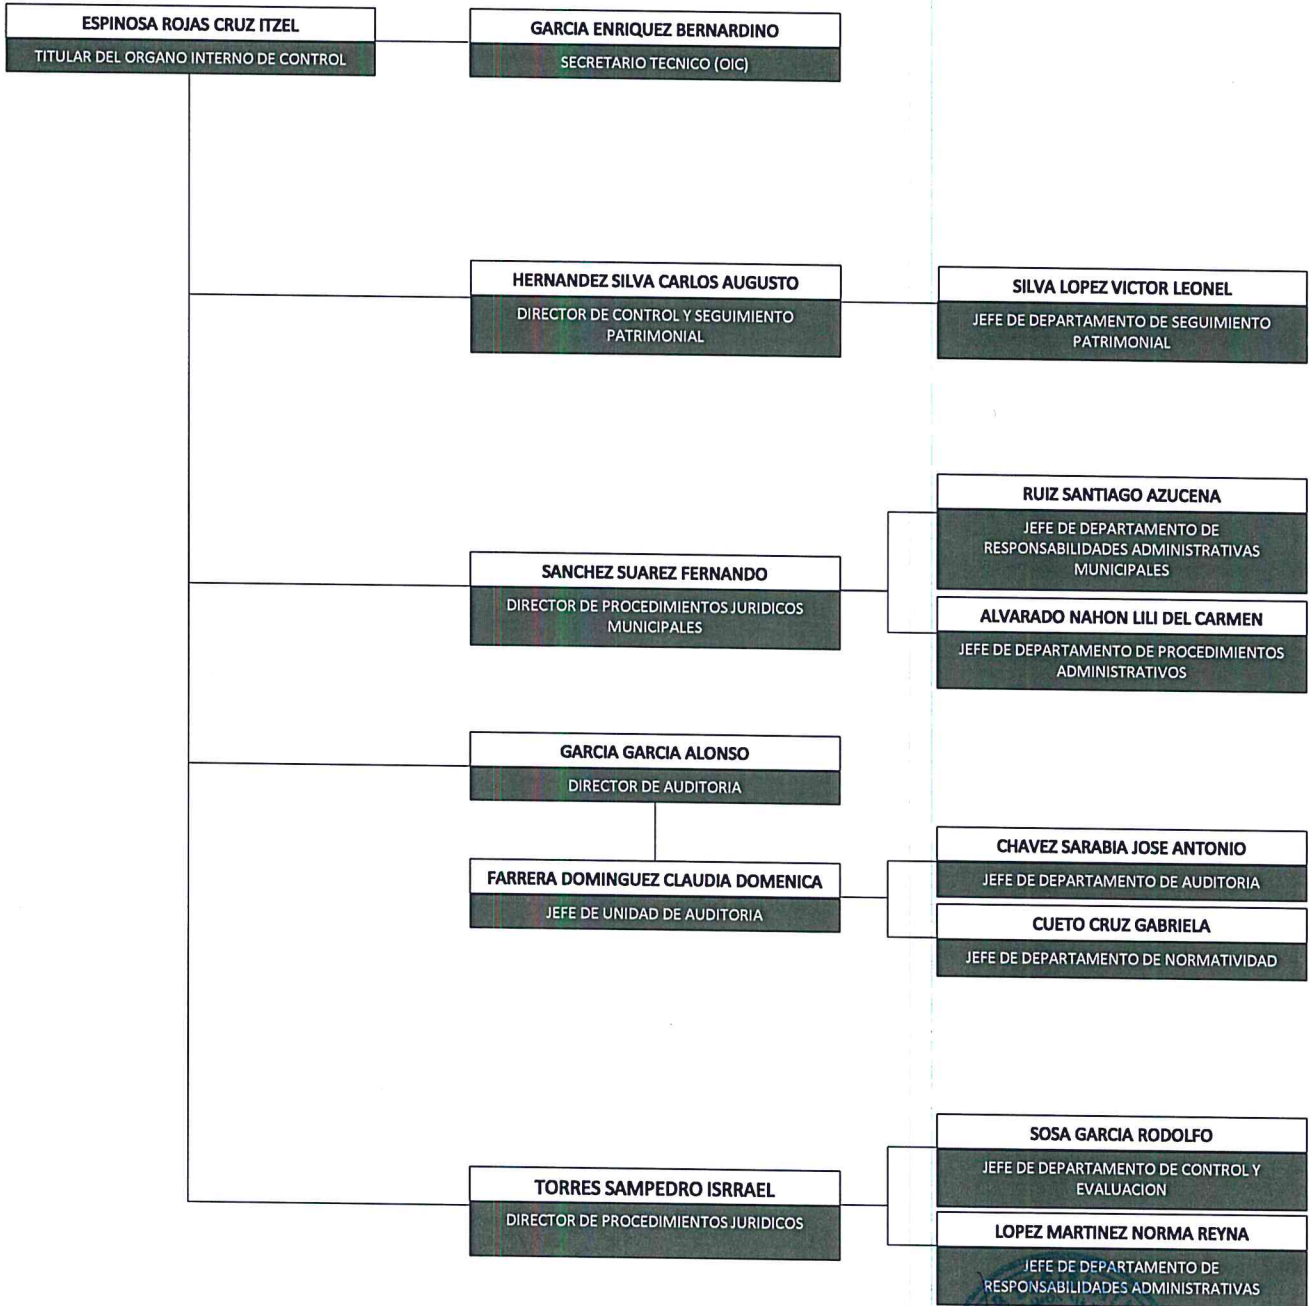 ESPINOSA ROJAS CRUZ ITZEL
TITULAR DEL ORGANO INTERNO DE CONTROL
GARCIA ENRIQUEZ BERNARDINO
SECRETARIO TECNICO (OIC)
HERNANDEZ SILVA CARLOS AUGUSTO
DIRECTOR DE CONTROL Y SEGUIMIENTO
PATRIMONIAL
SILVA LOPEZ VICTOR LEONEL
JEFE DE DEPARTAMENTO DE SEGUIMIENTO
PATRIMONIAL
SANCHEZ SUAREZ FERNANDO
DIRECTOR DE PROCEDIMIENTOS JURIDICOS
MUNICIPALES
RUIZ SANTIAGO AZUCENA
JEFE DE DEPARTAMENTO DE
RESPONSABILIDADES ADMINISTRATIVAS
MUNICIPALES
ALVARADO NAHON LILI DEL CARMEN
JEFE DE DEPARTAMENTO DE PROCEDIMIENTOS
ADMINISTRATIVOS
GARCIA GARCIA ALONSO
DIRECTOR DE AUDITORIA
FARRERA DOMINGUEZ CLAUDIA DOMENICA
JEFE DE UNIDAD DE AUDITORIA
CHAVEZ SARABIA JOSE ANTONIO
JEFE DE DEPARTAMENTO DE AUDITORIA
CUETO CRUZ GABRIELA
JEFE DE DEPARTAMENTO DE NORMATIVIDAD
TORRES SAMPEDRO ISRRAEL
DIRECTOR DE PROCEDIMIENTOS JURIDICOS
SOSA GARCIA RODOLFO
JEFE DE DEPARTAMENTO DE CONTROL Y
EVALUACION
LOPEZ MARTINEZ NORMA REYNA
JEFE DE DEPARTAMENTO DE
RESPONSABILIDADES ADMINISTRATIVAS